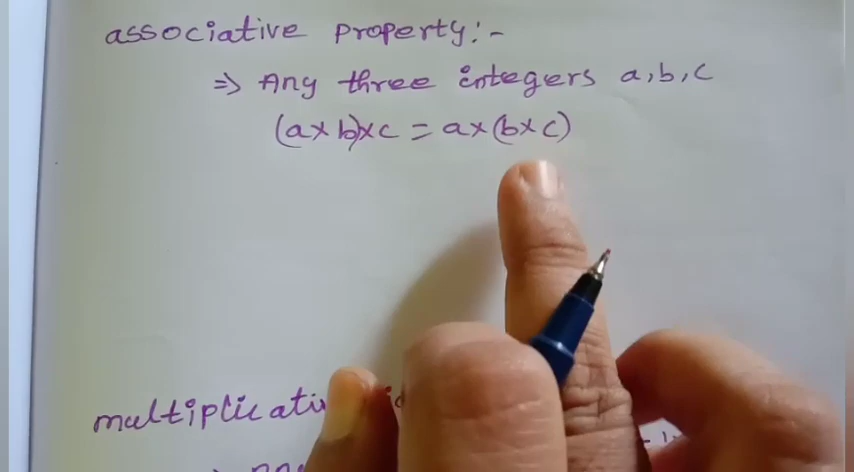 associative property:-
⇒ Any three integers a,b,c
(a×b)×c = a×(b×c)